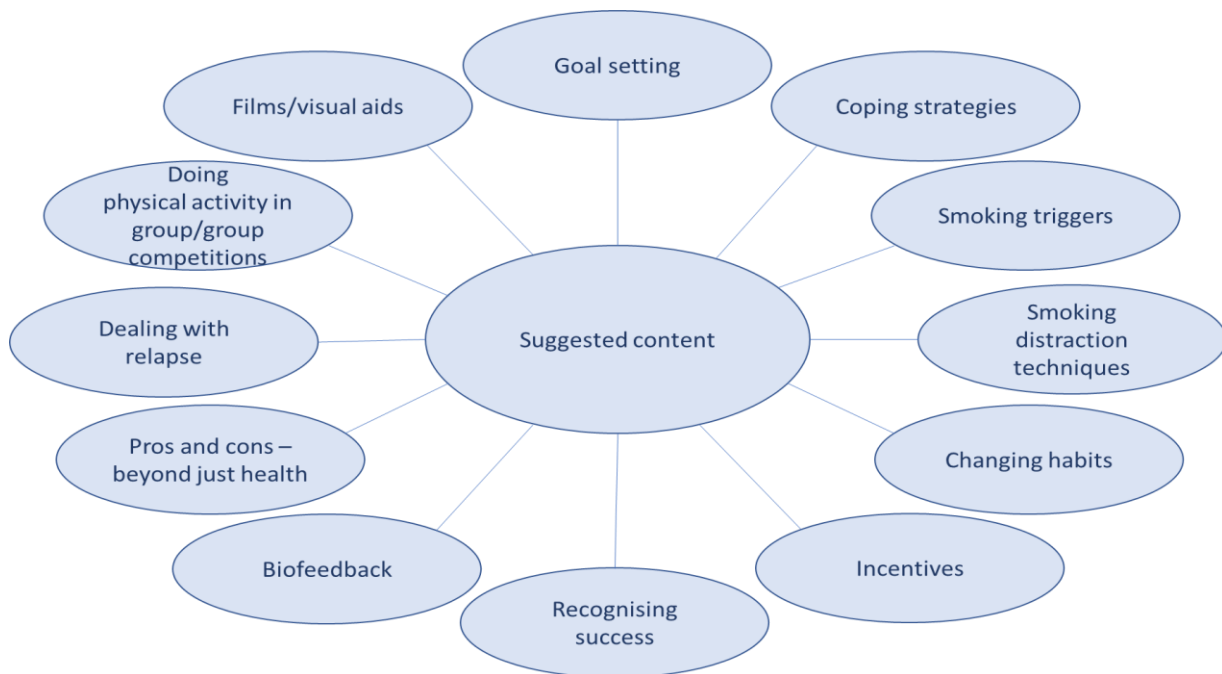 Goal setting
Films/visual aids
Coping strategies
Doing
physical activity in
group/group
competitions
Smoking triggers
Dealing with
relapse
Suggested content
Smoking
distraction
techniques
Pros and cons –
beyond just health
Changing habits
Biofeedback
Incentives
Recognising
success